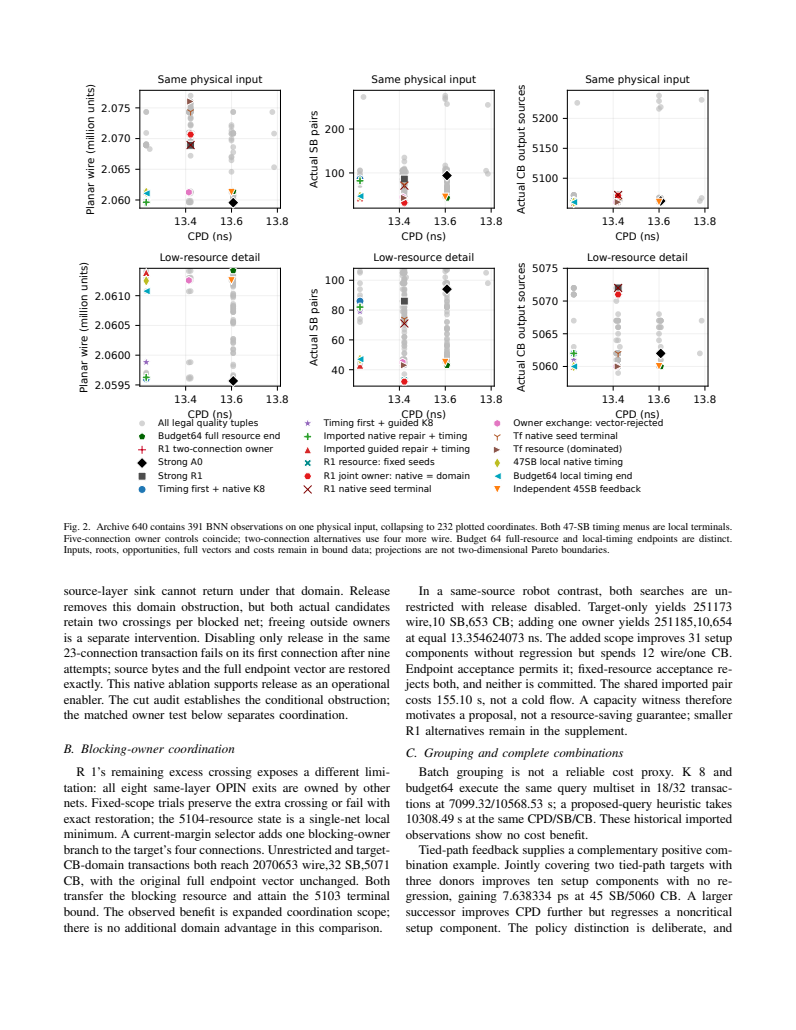 Same physical input
Same physical input
Same physical input
Planar wire (million units)
2.075
2.070
2.065
2.060
13.4 13.6 13.8
CPD (ns)
Actual SB pairs
200
100
13.4 13.6 13.8
CPD (ns)
Actual CB output sources
5200
5150
5100
13.4 13.6 13.8
CPD (ns)
Low-resource detail
Low-resource detail
Low-resource detail
Planar wire (million units)
2.0610
2.0605
2.0600
2.0595
13.4 13.6 13.8
CPD (ns)
Actual SB pairs
100
80
60
40
13.4 13.6 13.8
CPD (ns)
Actual CB output sources
5075
5070
5065
5060
13.4 13.6 13.8
CPD (ns)
All legal quality tuples
Budget64 full resource end
R1 two-connection owner
Strong A0
Strong R1
Timing first + native K8
Timing first + guided K8
Imported native repair + timing
Imported guided repair + timing
R1 resource: fixed seeds
R1 joint owner: native = domain
R1 native seed terminal
Owner exchange: vector-rejected
Tf native seed terminal
Tf resource (dominated)
47SB local native timing
Budget64 local timing end
Independent 45SB feedback
Fig. 2. Archive 640 contains 391 BNN observations on one physical input, collapsing to 232 plotted coordinates. Both 47-SB timing menus are local terminals.
Five-connection owner controls coincide; two-connection alternatives use four more wire. Budget 64 full-resource and local-timing endpoints are distinct.
Inputs, roots, opportunities, full vectors and costs remain in bound data; projections are not two-dimensional Pareto boundaries.
source-layer sink cannot return under that domain. Release
removes this domain obstruction, but both actual candidates
retain two crossings per blocked net; freeing outside owners
is a separate intervention. Disabling only release in the same
23-connection transaction fails on its first connection after nine
attempts; source bytes and the full endpoint vector are restored
exactly. This native ablation supports release as an operational
enabler. The cut audit establishes the conditional obstruction;
the matched owner test below separates coordination.
B. Blocking-owner coordination
R 1's remaining excess crossing exposes a different limi-
tation: all eight same-layer OPIN exits are owned by other
nets. Fixed-scope trials preserve the extra crossing or fail with
exact restoration; the 5104-resource state is a single-net local
minimum. A current-margin selector adds one blocking-owner
branch to the target's four connections. Unrestricted and target-
CB-domain transactions both reach 2070653 wire,32 SB,5071
CB, with the original full endpoint vector unchanged. Both
transfer the blocking resource and attain the 5103 terminal
bound. The observed benefit is expanded coordination scope;
there is no additional domain advantage in this comparison.
In a same-source robot contrast, both searches are un-
restricted with release disabled. Target-only yields 251173
wire,10 SB,653 CB; adding one owner yields 251185,10,654
at equal 13.354624073 ns. The added scope improves 31 setup
components without regression but spends 12 wire/one CB.
Endpoint acceptance permits it; fixed-resource acceptance re-
jects both, and neither is committed. The shared imported pair
costs 155.10 s, not a cold flow. A capacity witness therefore
motivates a proposal, not a resource-saving guarantee; smaller
R1 alternatives remain in the supplement.
C. Grouping and complete combinations
Batch grouping is not a reliable cost proxy. K 8 and
budget64 execute the same query multiset in 18/32 transac-
tions at 7099.32/10568.53 s; a proposed-query heuristic takes
10308.49 s at the same CPD/SB/CB. These historical imported
observations show no cost benefit.
Tied-path feedback supplies a complementary positive com-
bination example. Jointly covering two tied-path targets with
three donors improves ten setup components with no re-
gression, gaining 7.638334 ps at 45 SB/5060 CB. A larger
successor improves CPD further but regresses a noncritical
setup component. The policy distinction is deliberate, and